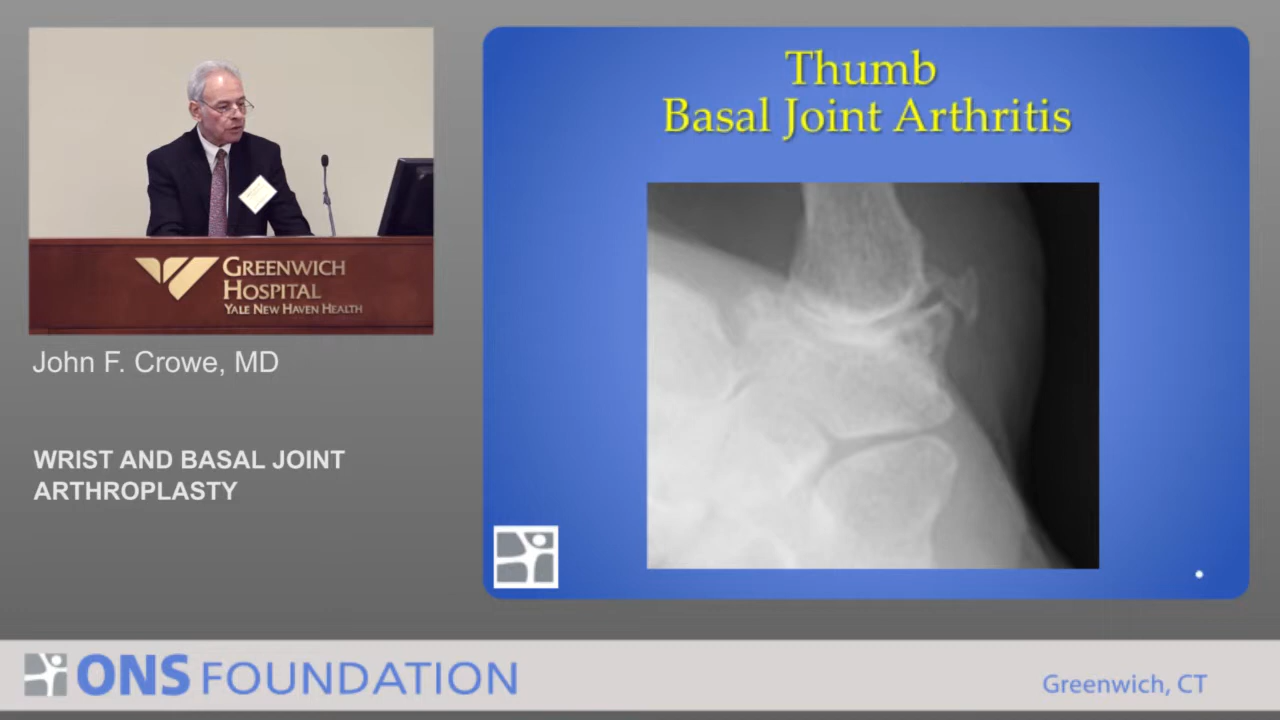 Thumb
Basal Joint Arthritis
GREENWICH
HOSPITAL
YALE NEW HAVEN HEALTH
John F. Crowe, MD
WRIST AND BASAL JOINT
ARTHROPLASTY
ONS FOUNDATION
Greenwich, CT